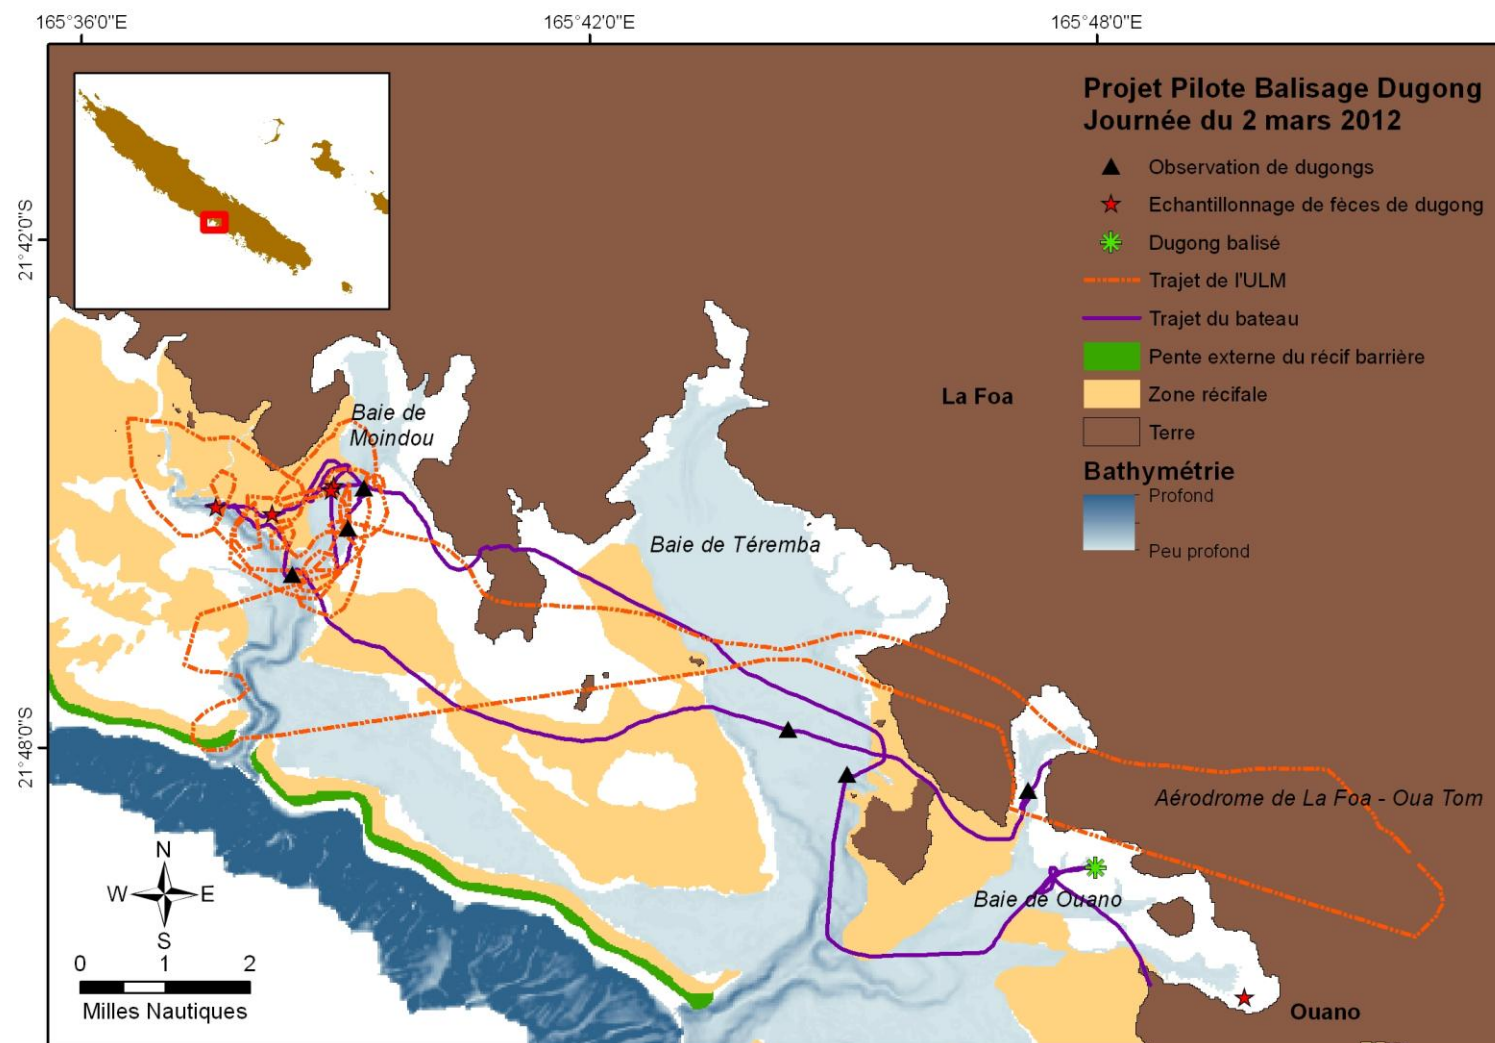 165°36'0"E
165°42'0"E
165°48'0"E
21°42'0"S
21°48'0"S
Projet Pilote Balisage Dugong
Journée du 2 mars 2012
Observation de dugongs
Echantillonnage de fèces de dugong
Dugong balisé
Trajet de l'ULM
Trajet du bateau
Pente externe du récif barrière
Zone récifale
Terre
Bathymétrie
Profond
Peu profond
La Foa
Baie de
Moindou
Baie de Téremba
Aérodrome de La Foa - Oua Tom
Baie de Ouano
Ouano
N
W
E
S
0 1 2
Milles Nautiques